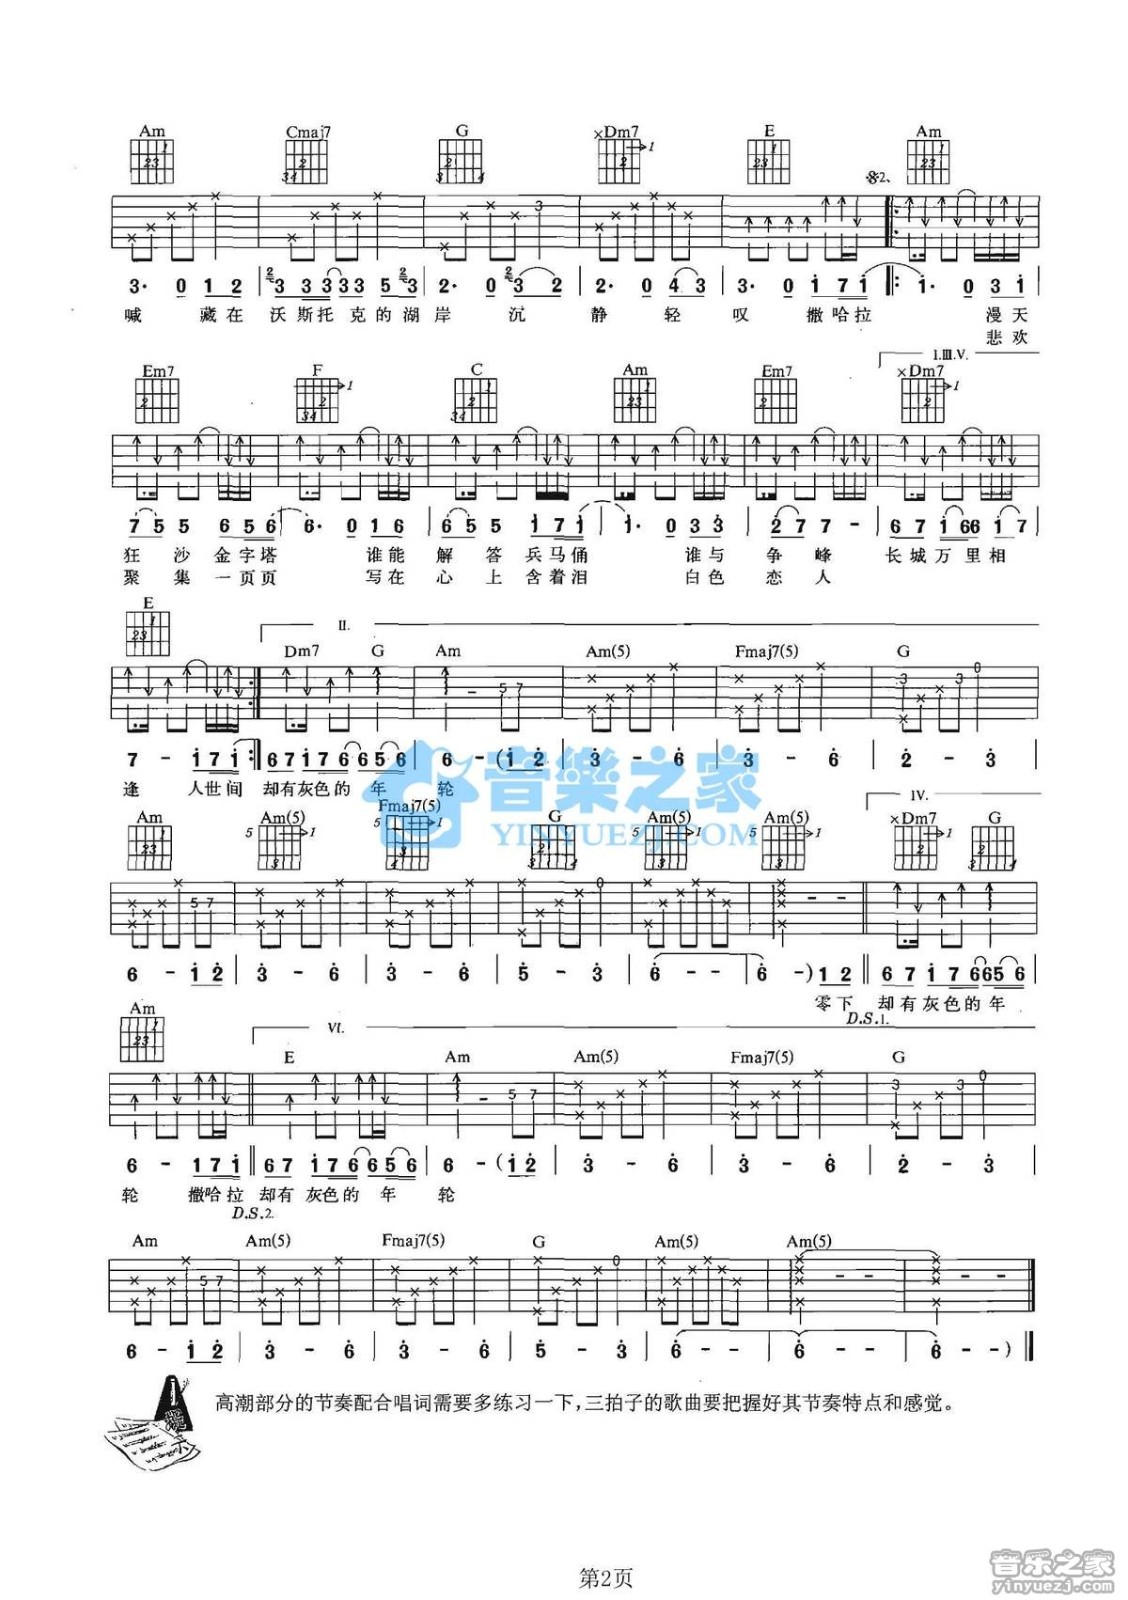 Am Cmaj7 G ×Dm7 E Am
3· 0 1 2 3 3 3 3 3 5 3 2· 0 3 2 2· 0 4 3 3· 0 1 7 1 1· 0 3 1
喊 藏在 沃斯托克的湖岸 沉 静 轻 叹 撒哈拉 漫天
悲欢
I.III.V.
Em7 F C Am Em7 ×Dm7
7 5 5 6 5 6 6· 0 1 6 6 5 5 1 7 1 1· 0 3 3 2 7 7 - 6 7 1 6 6 1 7
狂 沙 金字塔 谁能 解 答 兵马俑 谁与 争 峰 长城万里相
聚 集 一页页 写在 心 上 含着泪 白色 恋 人
E II.
Dm7 G Am Am(5) Fmaj7(5) G
7 - 1 7 1 6 7 1 7 6 6 5 6 6 - (1 2 3 - 6 3 - 6 2 - 3
逢 人世间 却有灰色的 年 轮
音樂之家
YINYUEZJ.COM
IV.
Am Am(5) Fmaj7(5) G Am(5) Am(5) ×Dm7 G
6 - 1 2 3 - 6 3 - 6 5 - 3 6 - - 6 - ) 1 2 6 7 1 7 6 6 5 6
零下 却有灰色的年
D.S.1.
Am VI.
E Am Am(5) Fmaj7(5) G
6 - 1 7 1 6 7 1 7 6 6 5 6 6 - (1 2 3 - 6 3 - 6 2 - 3
轮 撒哈拉 却有 灰色的 年 轮
D.S.2.
Am Am(5) Fmaj7(5) G Am(5) Am(5)
6 - 1 2 3 - 6 3 - 6 5 - 3 6 - - 6 - - 6 - - )
高潮部分的节奏配合唱词需要多练习一下,三拍子的歌曲要把握好其节奏特点和感觉。
第2页
音乐之家
yinyuezj.com